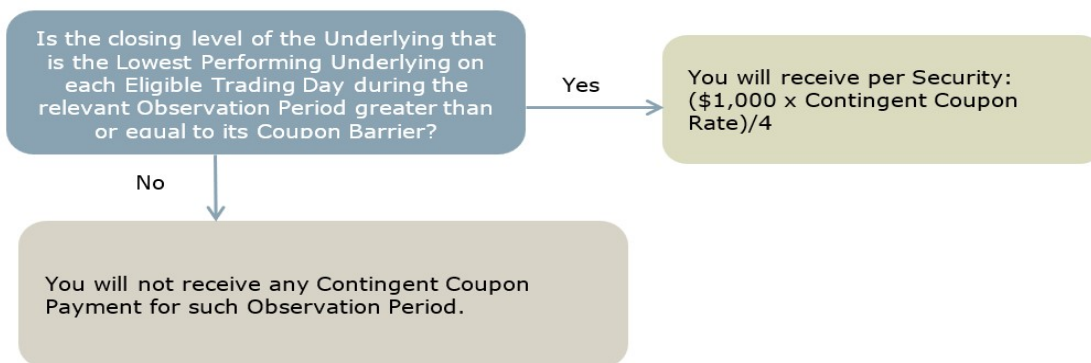 Is the closing level of the Underlying that
is the Lowest Performing Underlying on
each Eligible Trading Day during the
relevant Observation Period greater than
or equal to its Coupon Barrier?
Yes
You will receive per Security:
($1,000 x Contingent Coupon
Rate)/4
No
You will not receive any Contingent Coupon
Payment for such Observation Period.